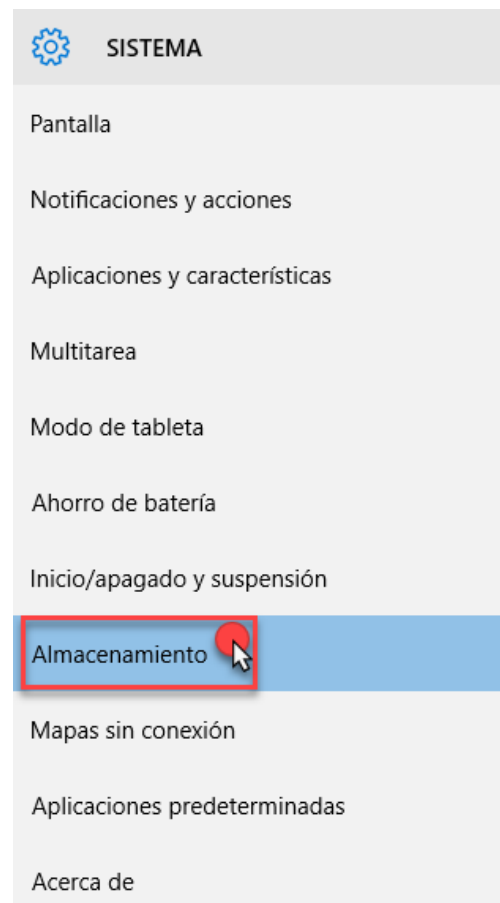 SISTEMA
Pantalla
Notificaciones y acciones
Aplicaciones y características
Multitarea
Modo de tableta
Ahorro de batería
Inicio/apagado y suspensión
Almacenamiento
Mapas sin conexión
Aplicaciones predeterminadas
Acerca de